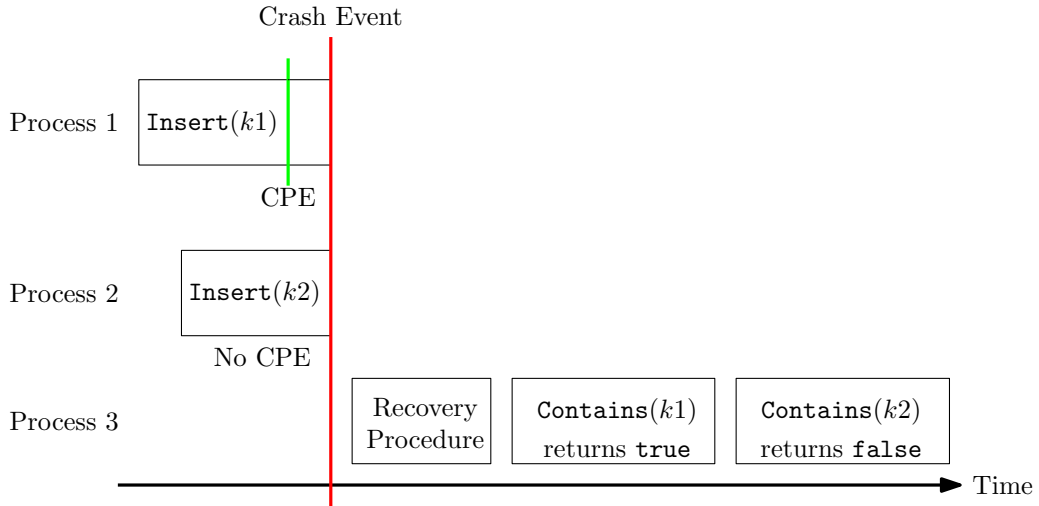 Crash Event
Process 1
Insert(k1)
CPE
Process 2
Insert(k2)
No CPE
Process 3
Recovery
Procedure
Contains(k1)
returns true
Contains(k2)
returns false
Time